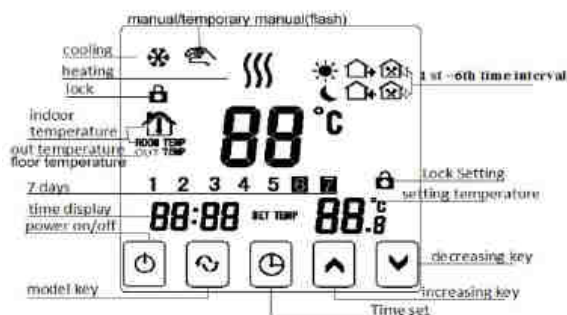 manual/temporary manual(flash)
cooling
heating
lock
1 st -6th time interval
88 °C
indoor
temperature
ROOM TEMP
OUT TEMP
out temperature
floor temperature
Lock Setting
7 days
1 2 3 4 5 6 7
setting temperature
time display
88:88 SET TEMP 88.8 °C
power on/off
decreasing key
model key
increasing key
Time set